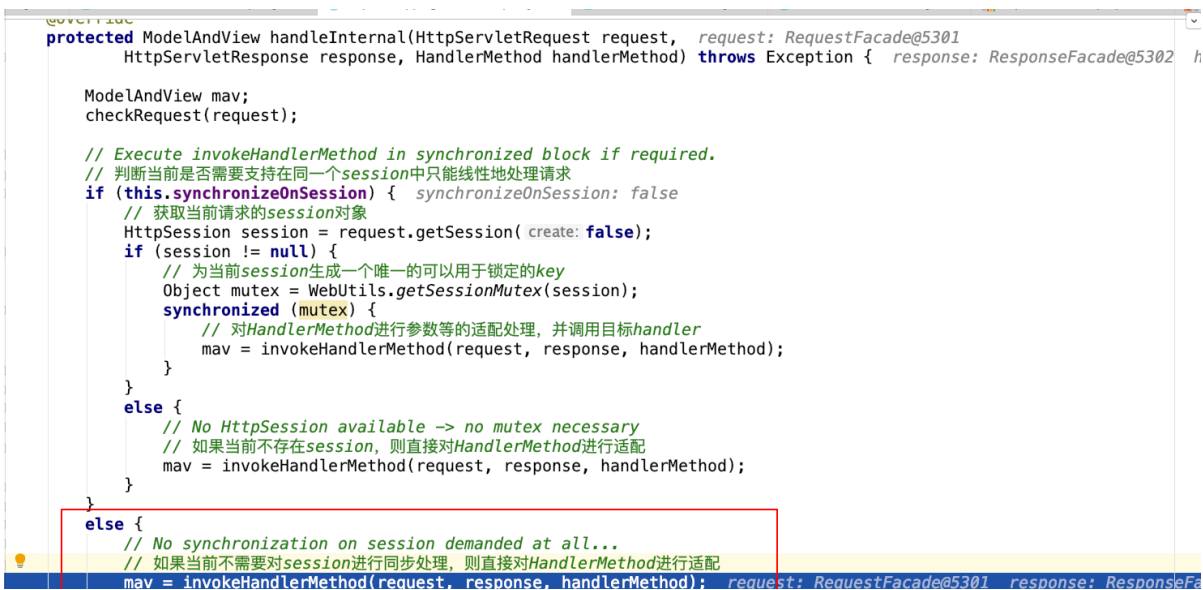 @Override
protected ModelAndView handleInternal(HttpServletRequest request,  request: RequestFacade@5301
        HttpServletResponse response, HandlerMethod handlerMethod) throws Exception {  response: ResponseFacade@5302  h
    ModelAndView mav;
    checkRequest(request);
    // Execute invokeHandlerMethod in synchronized block if required.
    // 判断当前是否需要支持在同一个session中只能线性地处理请求
    if (this.synchronizeOnSession) {  synchronizeOnSession: false
        // 获取当前请求的session对象
        HttpSession session = request.getSession( create: false);
        if (session != null) {
            // 为当前session生成一个唯一的可以用于锁定的key
            Object mutex = WebUtils.getSessionMutex(session);
            synchronized (mutex) {
                // 对HandlerMethod进行参数等的适配处理，并调用目标handler
                mav = invokeHandlerMethod(request, response, handlerMethod);
            }
        }
        else {
            // No HttpSession available -> no mutex necessary
            // 如果当前不存在session，则直接对HandlerMethod进行适配
            mav = invokeHandlerMethod(request, response, handlerMethod);
        }
    }
    else {
        // No synchronization on session demanded at all...
        // 如果当前不需要对session进行同步处理，则直接对HandlerMethod进行适配
        mav = invokeHandlerMethod(request, response, handlerMethod);  request: RequestFacade@5301  response: ResponseFa